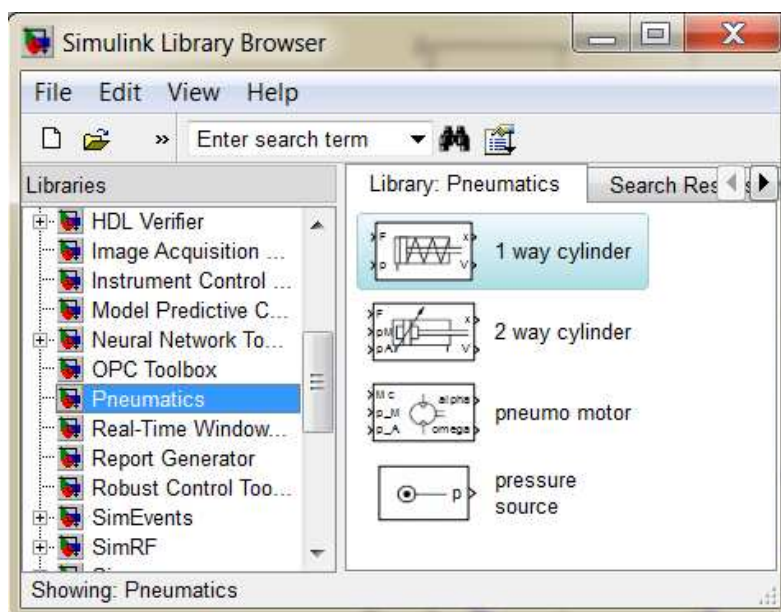 Simulink Library Browser
File Edit View Help
» Enter search term
Libraries
HDL Verifier
Image Acquisition ...
Instrument Control ...
Model Predictive C...
Neural Network To...
OPC Toolbox
Pneumatics
Real-Time Window...
Report Generator
Robust Control Too...
SimEvents
SimRF
Library: Pneumatics Search Res
F x
p V
1 way cylinder
F x
pM
pA V
2 way cylinder
M c alpha
p_M
p_A omega
pneumo motor
p
pressure
source
Showing: Pneumatics